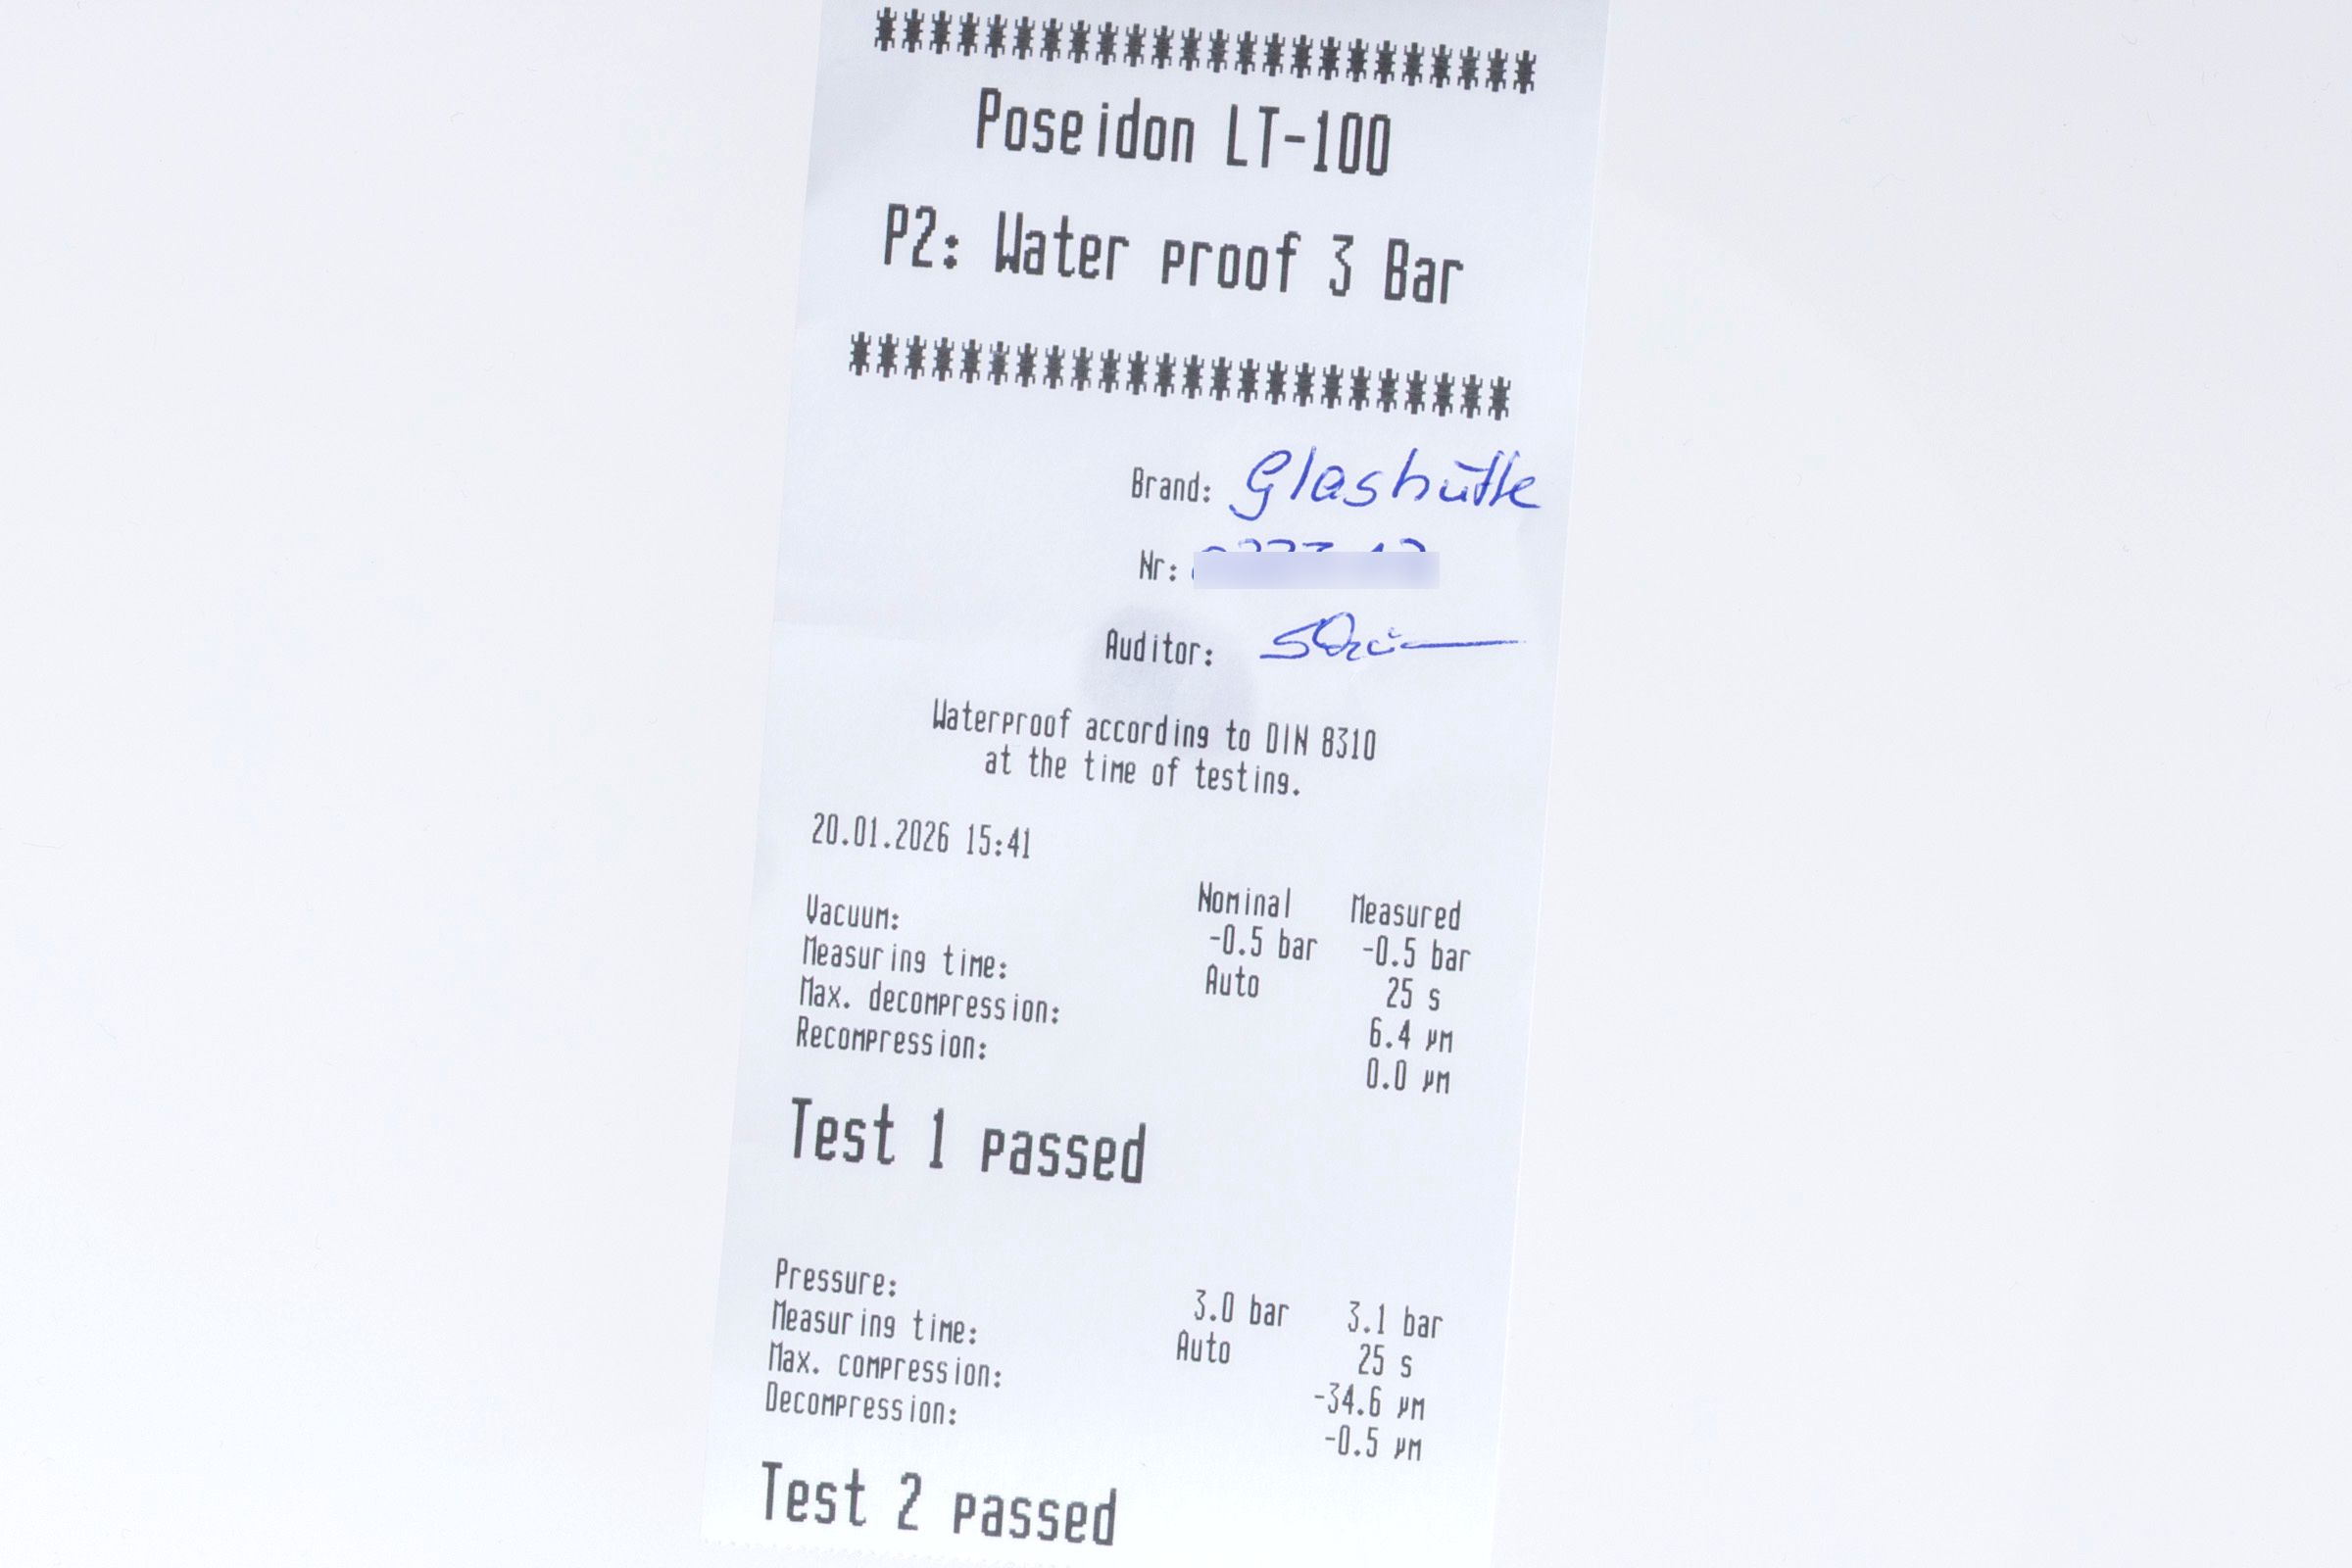 ************************
Poseidon LT-100
P2: Water proof 3 Bar
************************
Brand: Glashütte
Nr:
Auditor:
Waterproof according to DIN 8310
at the time of testing.
20.01.2026 15:41
Nominal Measured
Vacuum: -0.5 bar -0.5 bar
Measuring time: Auto 25 s
Max. decompression: 6.4 µm
Recompression: 0.0 µm
Test 1 passed
Pressure: 3.0 bar 3.1 bar
Measuring time: Auto 25 s
Max. compression: -34.6 µm
Decompression: -0.5 µm
Test 2 passed